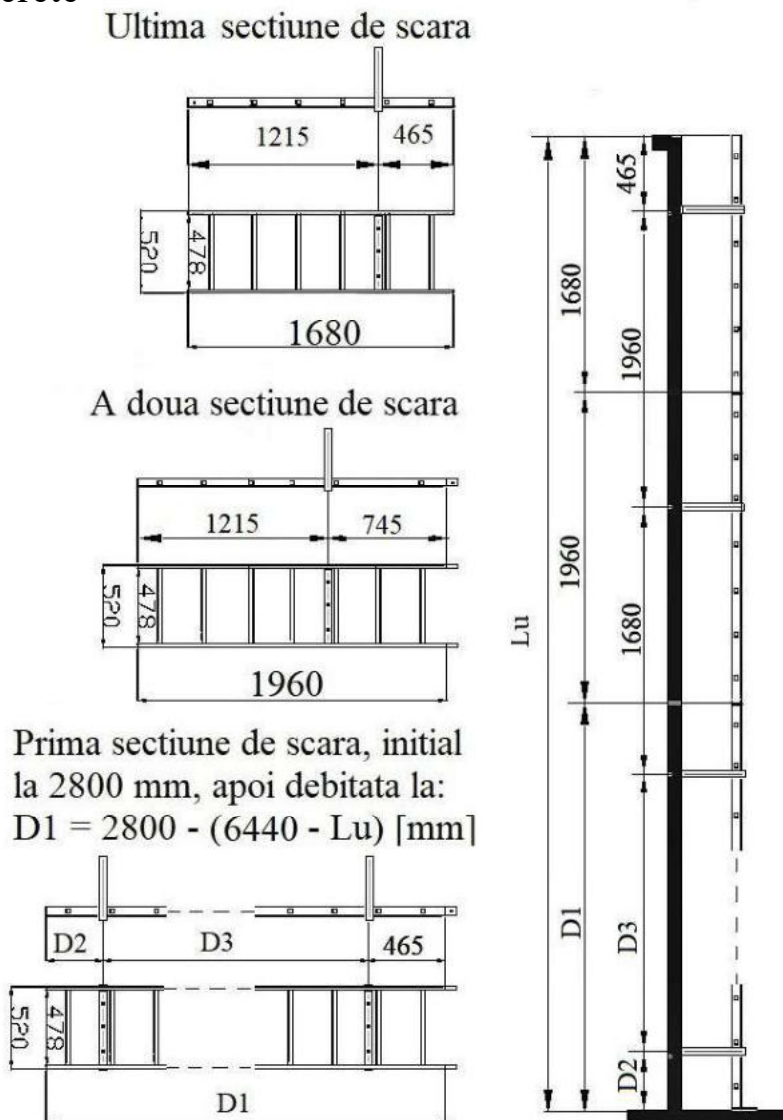 Ultima sectiune de scara
1215
465
520
478
1680
A doua sectiune de scara
1215
745
520
478
1960
Prima sectiune de scara, initial
la 2800 mm, apoi debitata la:
D1 = 2800 - (6440 - Lu) [mm]
D2
D3
465
520
478
D1
Lu
1680
1960
D1
465
1960
1680
D3
D2